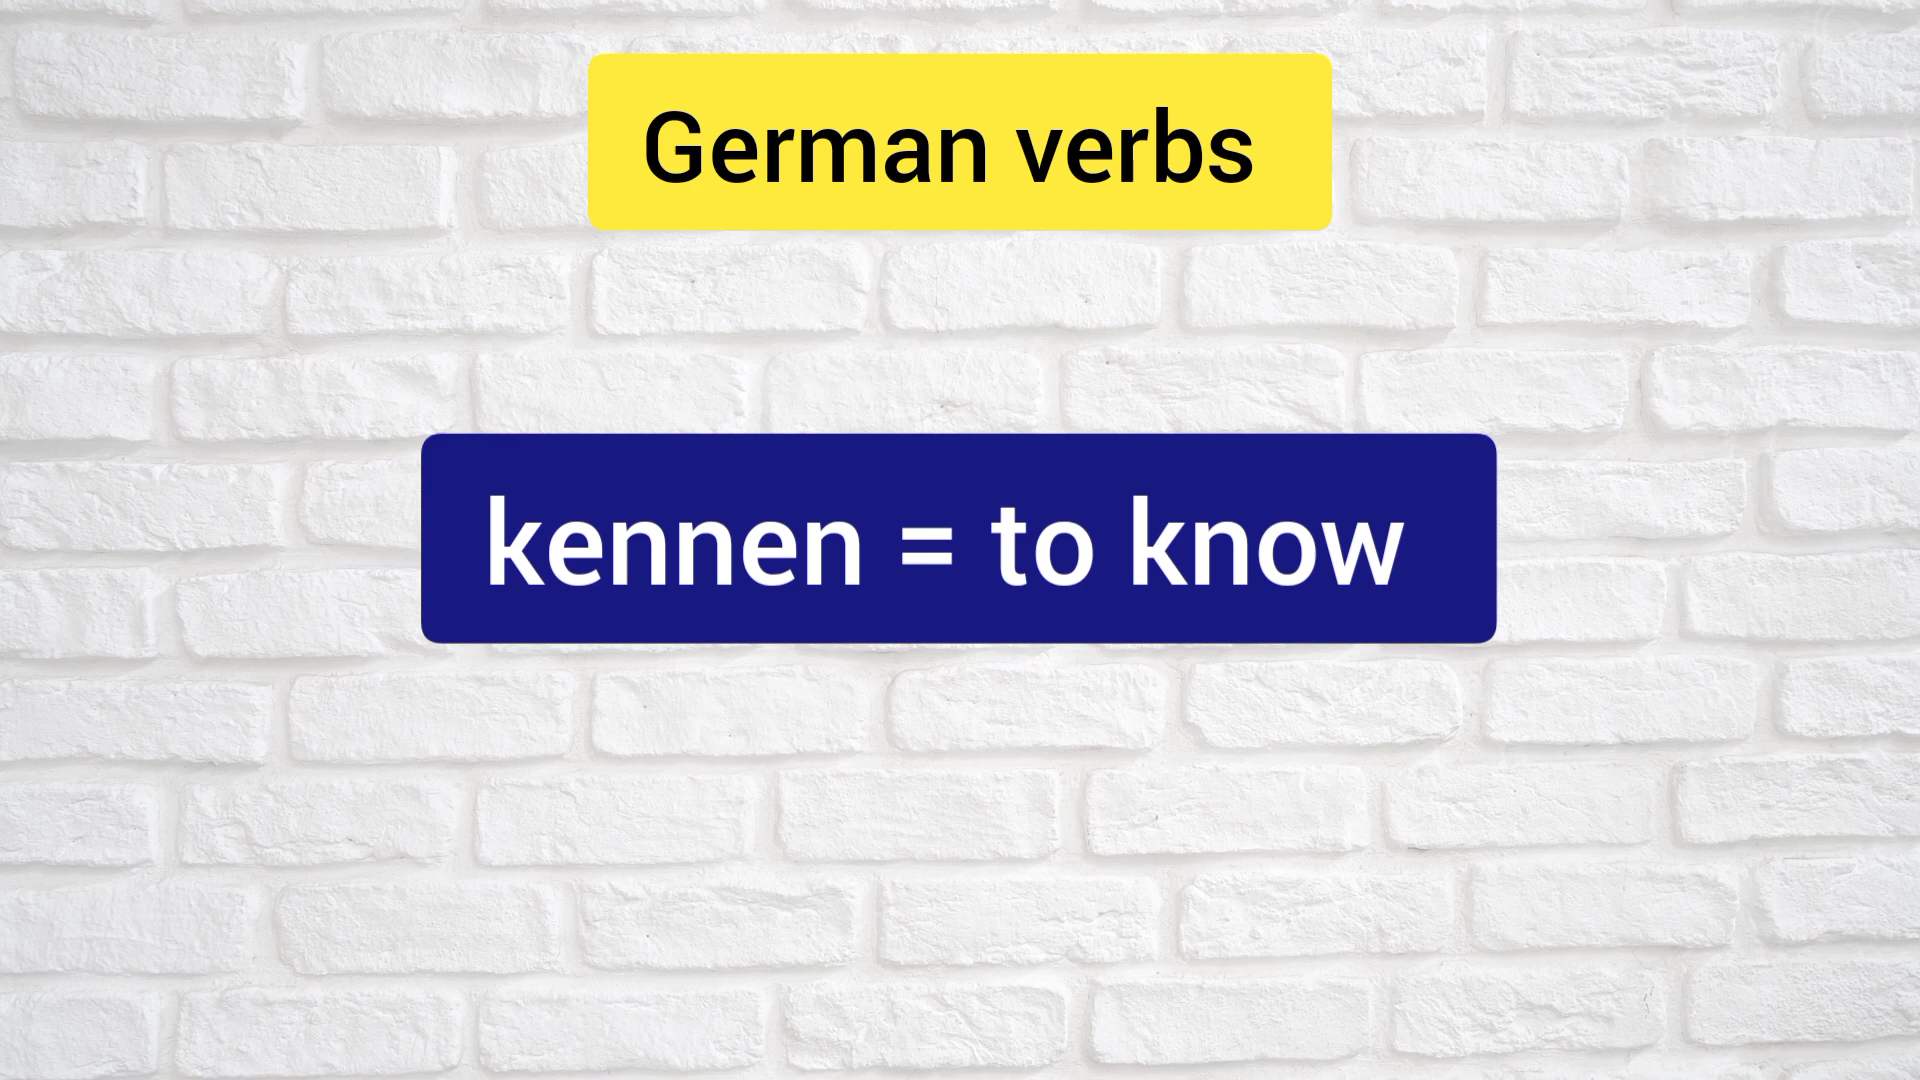 German verbs
kennen = to know